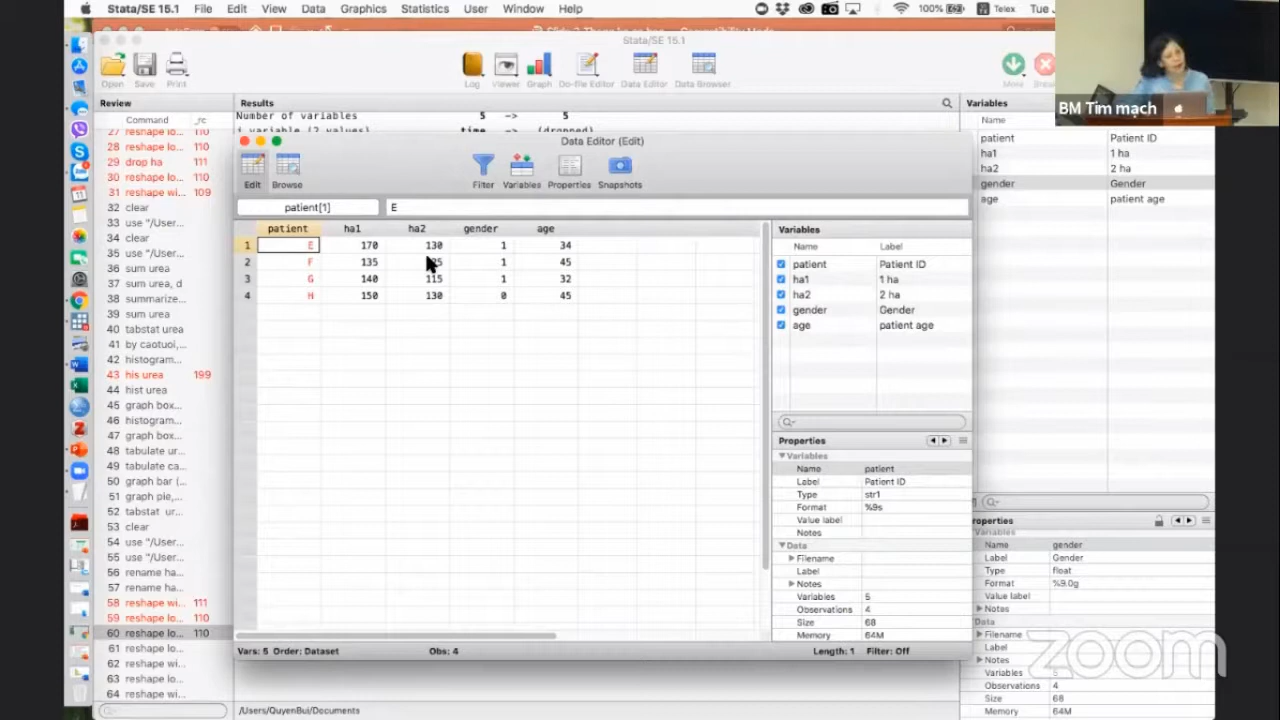 Stata/SE 15.1 File Edit View Data Graphics Statistics User Window Help 100% Telex Tue
Stata/SE 15.1
Open Save Print Log Viewer Graph Do-file Editor Data Editor Data Browser More Break
BM Tim mạch
Review Results Variables
Command _rc
27 reshape lo... 110
28 reshape lo... 110
29 drop ha 111
30 reshape lo... 110
31 reshape wi... 109
32 clear
33 use "/User...
34 clear
35 use "/User...
36 sum urea
37 sum urea, d
38 summarize...
39 sum urea
40 tabstat urea
41 by caotuoi,...
42 histogram...
43 his urea 199
44 hist urea
45 graph box...
46 histogram...
47 graph box...
48 tabulate ur...
49 tabulate ca...
50 graph bar (...
51 graph pie,...
52 tabstat ur...
53 clear
54 use "/User...
55 use "/User...
56 rename ha...
57 rename ha...
58 reshape wi... 111
59 reshape lo... 110
60 reshape lo... 110
61 reshape lo...
62 reshape wi...
63 reshape lo...
64 reshape wi...
Number of variables 5 -> 5
j variable (2 values) time -> (dropped)
Data Editor (Edit)
Edit Browse Filter Variables Properties Snapshots
patient[1] E
patient ha1 ha2 gender age
1 E 170 130 1 34
2 F 135 1 45
3 G 140 115 1 32
4 H 150 130 0 45
Variables
Name Label
patient Patient ID
ha1 1 ha
ha2 2 ha
gender Gender
age patient age
Properties
Variables
Name patient
Label Patient ID
Type str1
Format %9s
Value label
Notes
Data
Filename
Label
Notes
Variables 5
Observations 4
Size 68
Memory 64M
Vars: 5 Order: Dataset Obs: 4 Length: 1 Filter: Off
/Users/QuyenBui/Documents
Name Label
patient Patient ID
ha1 1 ha
ha2 2 ha
gender Gender
age patient age
Properties
Variables
Name gender
Label Gender
Type float
Format %9.0g
Value label
Notes
Data
Filename
Label
Notes
Variables 5
Observations 4
Size 68
Memory 64M
zoom